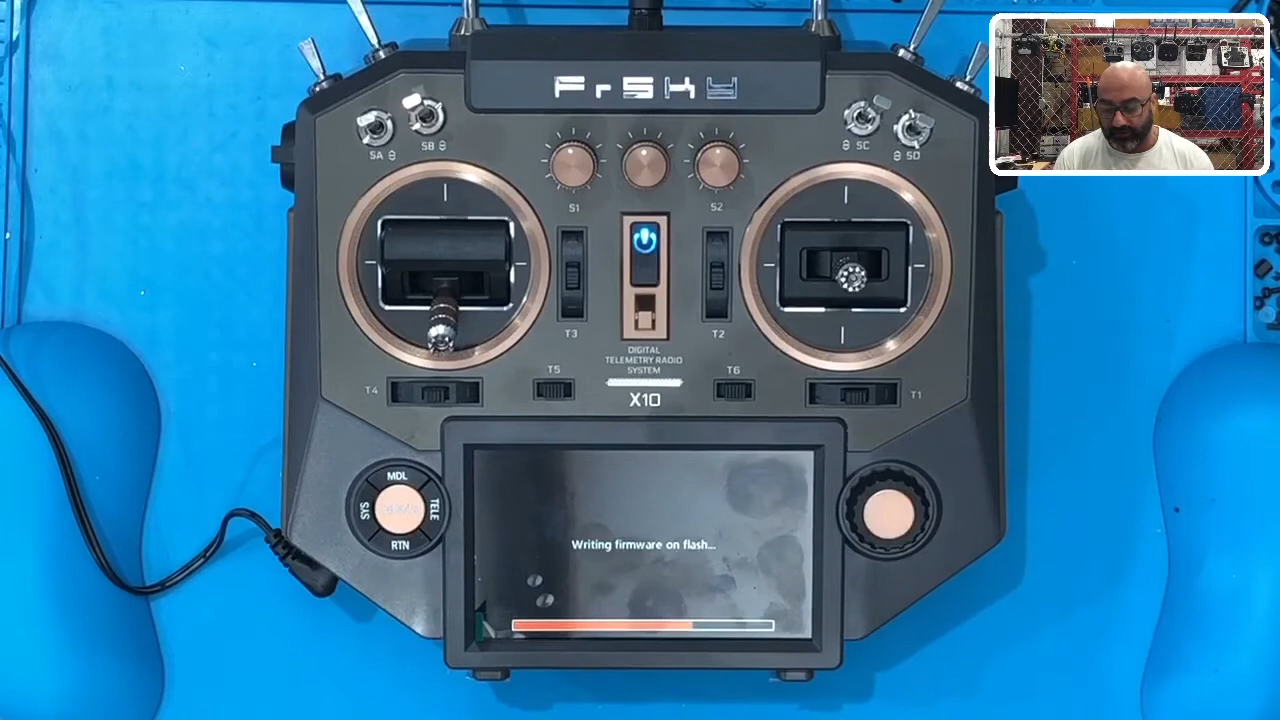 FrSKY
SA
SB
SC
SD
S1
S2
T3
T2
DIGITAL
TELEMETRY RADIO
SYSTEM
T4
T5
T6
T1
X10
MDL
SYS
TELE
RTN
Writing firmware on flash...